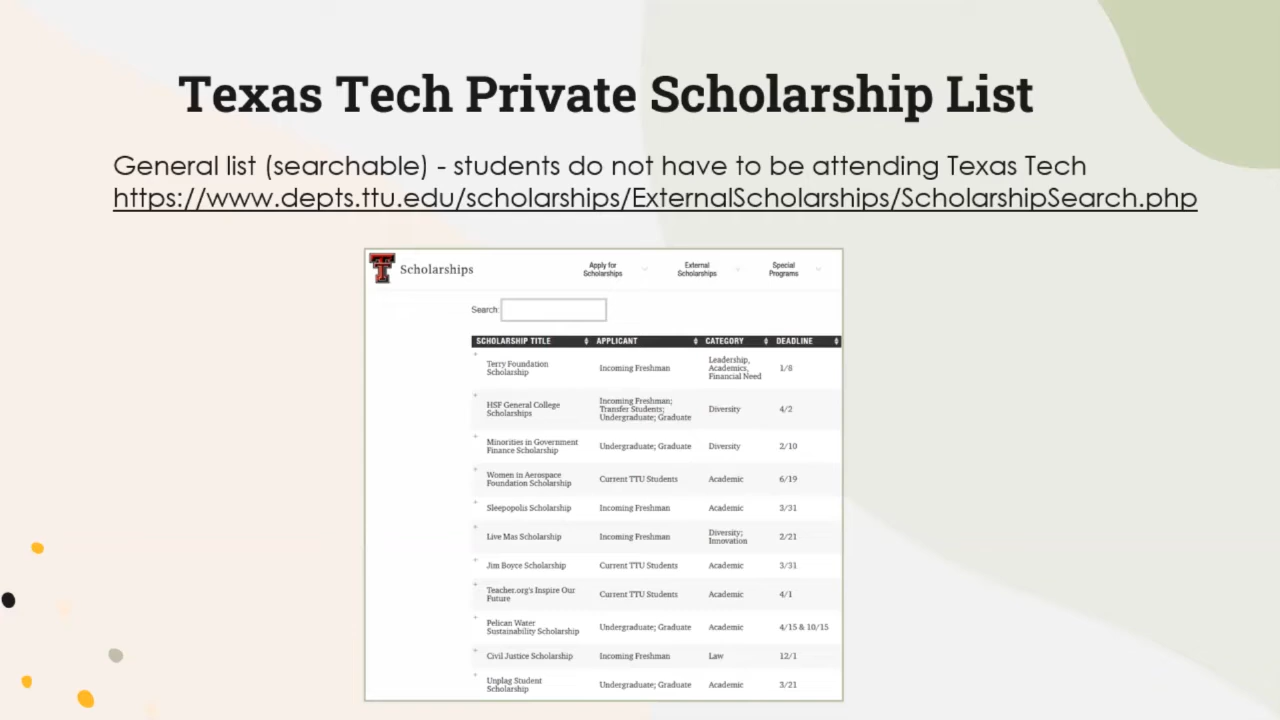 Texas Tech Private Scholarship List
General list (searchable) - students do not have to be attending Texas Tech
https://www.depts.ttu.edu/scholarships/ExternalScholarships/ScholarshipSearch.php
Scholarships
Apply for
Scholarships
External
Scholarships
Special
Programs
Search:
SCHOLARSHIP TITLE APPLICANT CATEGORY DEADLINE
Terry Foundation
Scholarship
Incoming Freshman
Leadership,
Academics,
Financial Need
1/8
HSF General College
Scholarships
Incoming Freshman;
Transfer Students;
Undergraduate; Graduate
Diversity
4/2
Minorities in Government
Finance Scholarship
Undergraduate; Graduate
Diversity
2/10
Women in Aerospace
Foundation Scholarship
Current TTU Students
Academic
6/19
Sleepopolis Scholarship
Incoming Freshman
Academic
3/31
Live Mas Scholarship
Incoming Freshman
Diversity;
Innovation
2/21
Jim Boyce Scholarship
Current TTU Students
Academic
3/31
Teacher.org's Inspire Our
Future
Current TTU Students
Academic
4/1
Pelican Water
Sustainability Scholarship
Undergraduate; Graduate
Academic
4/15 & 10/15
Civil Justice Scholarship
Incoming Freshman
Law
12/1
Unplag Student
Scholarship
Undergraduate; Graduate
Academic
3/21